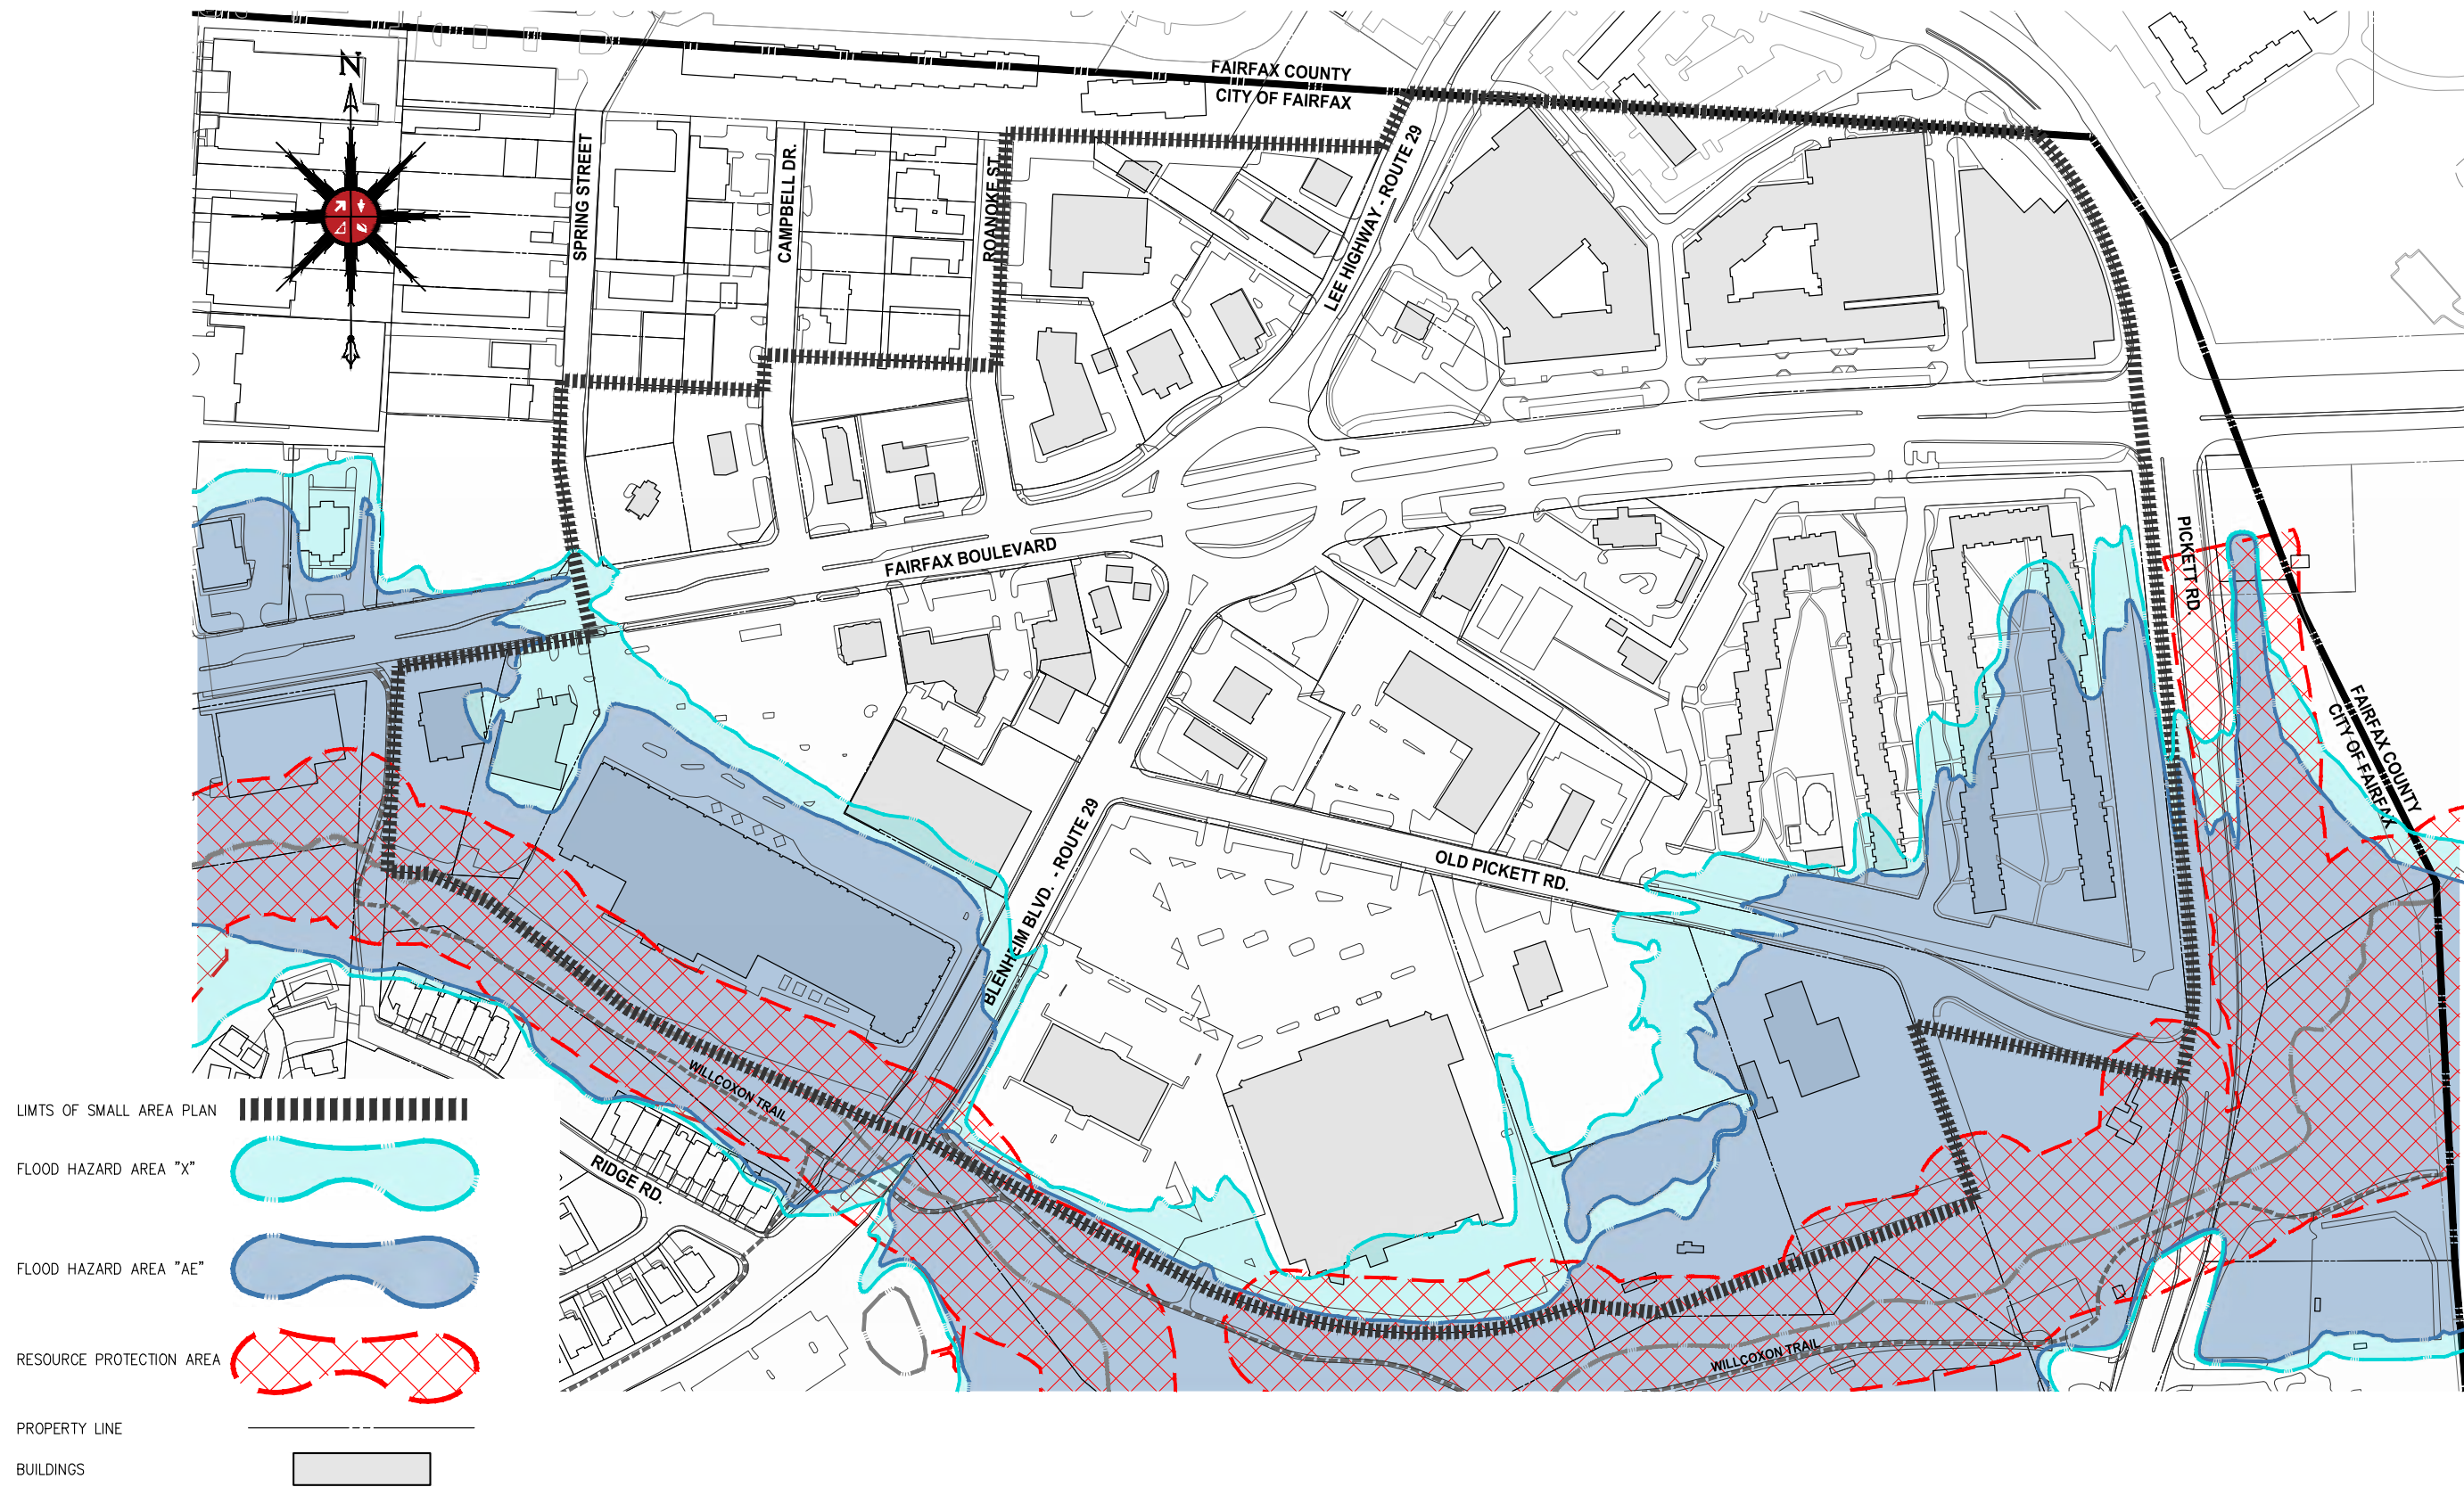 N
FAIRFAX COUNTY
CITY OF FAIRFAX
SPRING STREET
CAMPBELL DR.
ROANOKE ST.
LEE HIGHWAY - ROUTE 29
FAIRFAX BOULEVARD
PICKETT RD
FAIRFAX COUNTY
CITY OF FAIRFAX
BLENHEIM BLVD. - ROUTE 29
OLD PICKETT RD.
WILLCOXON TRAIL
RIDGE RD.
WILLCOXON TRAIL
LIMTS OF SMALL AREA PLAN
FLOOD HAZARD AREA "X"
FLOOD HAZARD AREA "AE"
RESOURCE PROTECTION AREA
PROPERTY LINE
BUILDINGS